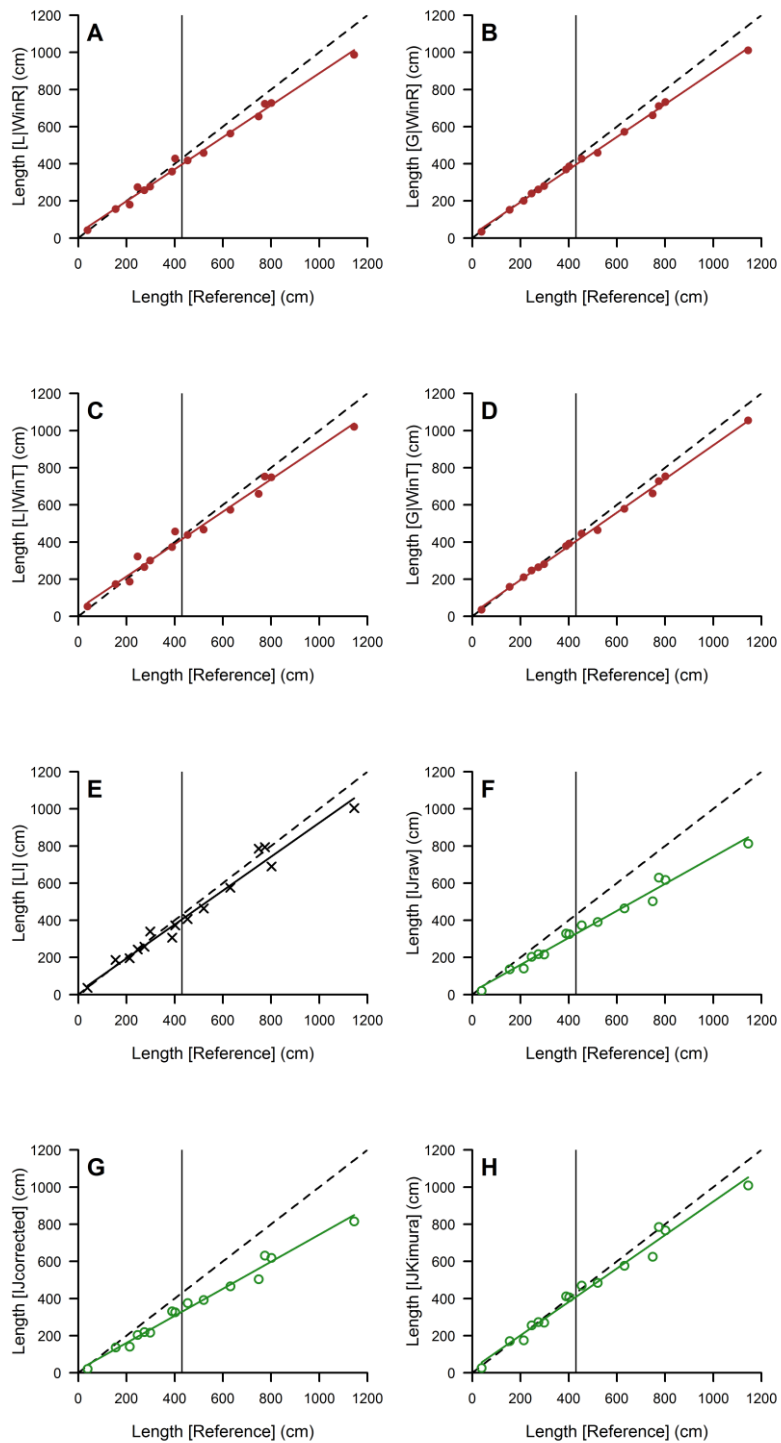 A
Length [L|WinR] (cm)
1200
1000
800
600
400
200
0
0 200 400 600 800 1000 1200
Length [Reference] (cm)
B
Length [G|WinR] (cm)
1200
1000
800
600
400
200
0
0 200 400 600 800 1000 1200
Length [Reference] (cm)
C
Length [L|WinT] (cm)
1200
1000
800
600
400
200
0
0 200 400 600 800 1000 1200
Length [Reference] (cm)
D
Length [G|WinT] (cm)
1200
1000
800
600
400
200
0
0 200 400 600 800 1000 1200
Length [Reference] (cm)
E
Length [LI] (cm)
1200
1000
800
600
400
200
0
0 200 400 600 800 1000 1200
Length [Reference] (cm)
F
Length [IJraw] (cm)
1200
1000
800
600
400
200
0
0 200 400 600 800 1000 1200
Length [Reference] (cm)
G
Length [IJcorrected] (cm)
1200
1000
800
600
400
200
0
0 200 400 600 800 1000 1200
Length [Reference] (cm)
H
Length [IJKimura] (cm)
1200
1000
800
600
400
200
0
0 200 400 600 800 1000 1200
Length [Reference] (cm)